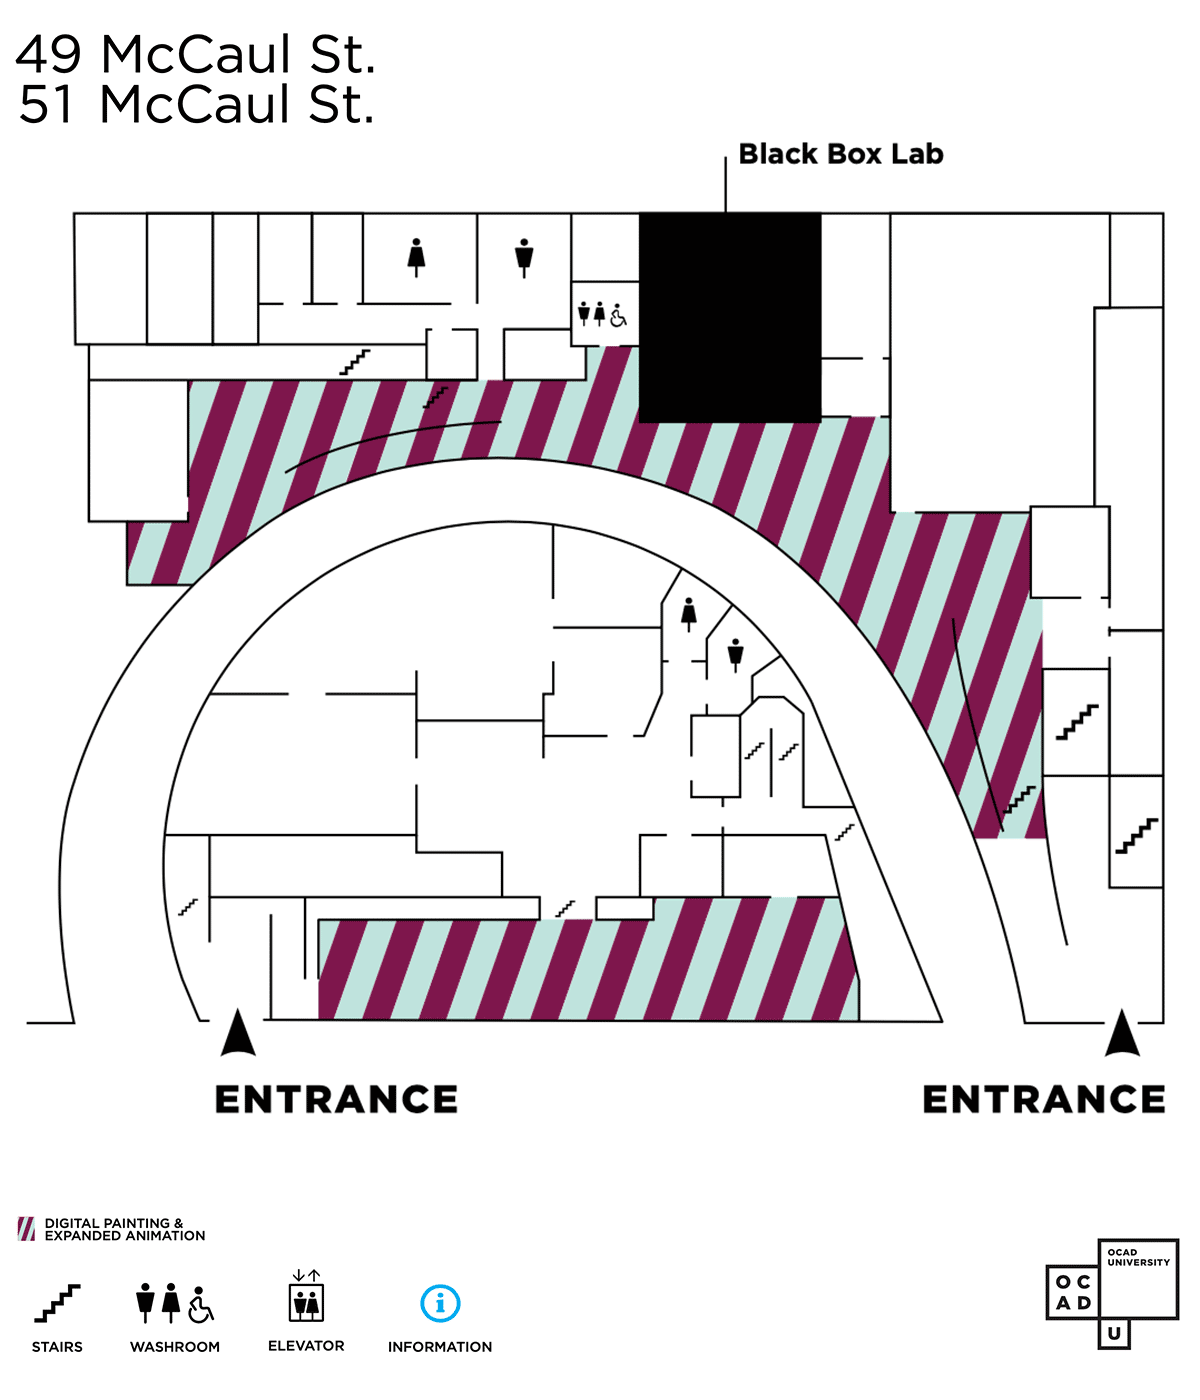 49 McCaul St.
51 McCaul St.
Black Box Lab
ENTRANCE
ENTRANCE
DIGITAL PAINTING &
EXPANDED ANIMATION
STAIRS
WASHROOM
ELEVATOR
INFORMATION
OCAD
UNIVERSITY
O C
A D
U